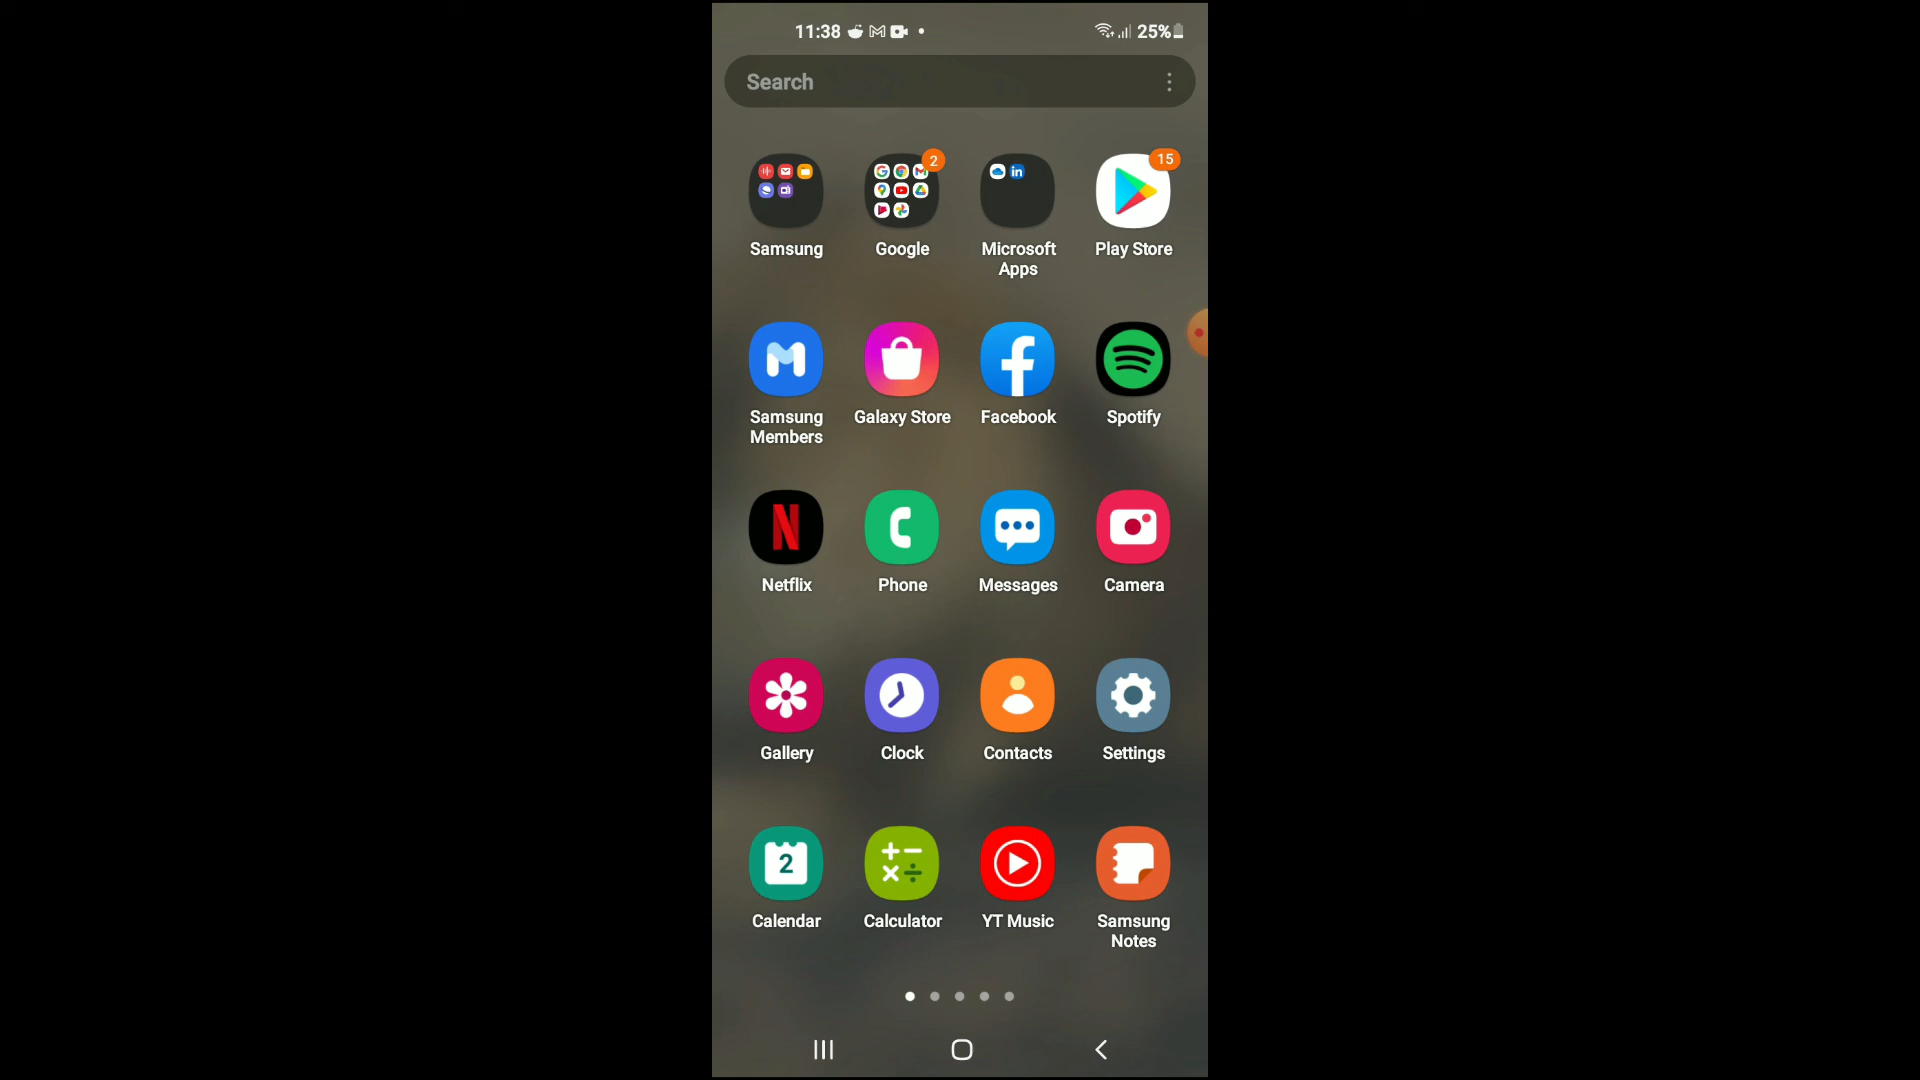 11:38 25%
Search
2 15
Samsung Google Microsoft Apps Play Store
Samsung Members Galaxy Store Facebook Spotify
Netflix Phone Messages Camera
Gallery Clock Contacts Settings
2
Calendar Calculator YT Music Samsung Notes